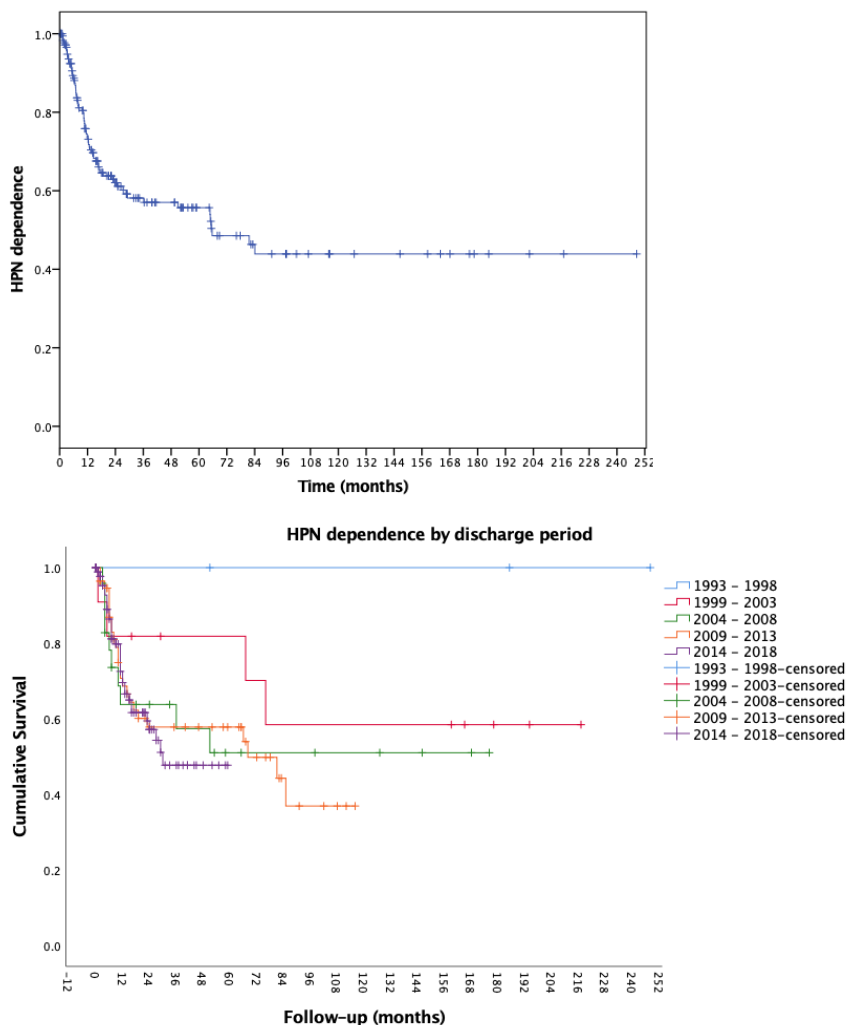 1.0
0.8
0.6
0.4
0.2
0.0
HPN dependence
0 12 24 36 48 60 72 84 96 108 120 132 144 156 168 180 192 204 216 228 240 252
Time (months)
HPN dependence by discharge period
1.0
0.8
0.6
0.4
0.2
0.0
Cumulative Survival
1993 – 1998
1999 – 2003
2004 – 2008
2009 – 2013
2014 – 2018
1993 – 1998-censored
1999 – 2003-censored
2004 – 2008-censored
2009 – 2013-censored
2014 – 2018-censored
-12 0 12 24 36 48 60 72 84 96 108 120 132 144 156 168 180 192 204 216 228 240 252
Follow-up (months)